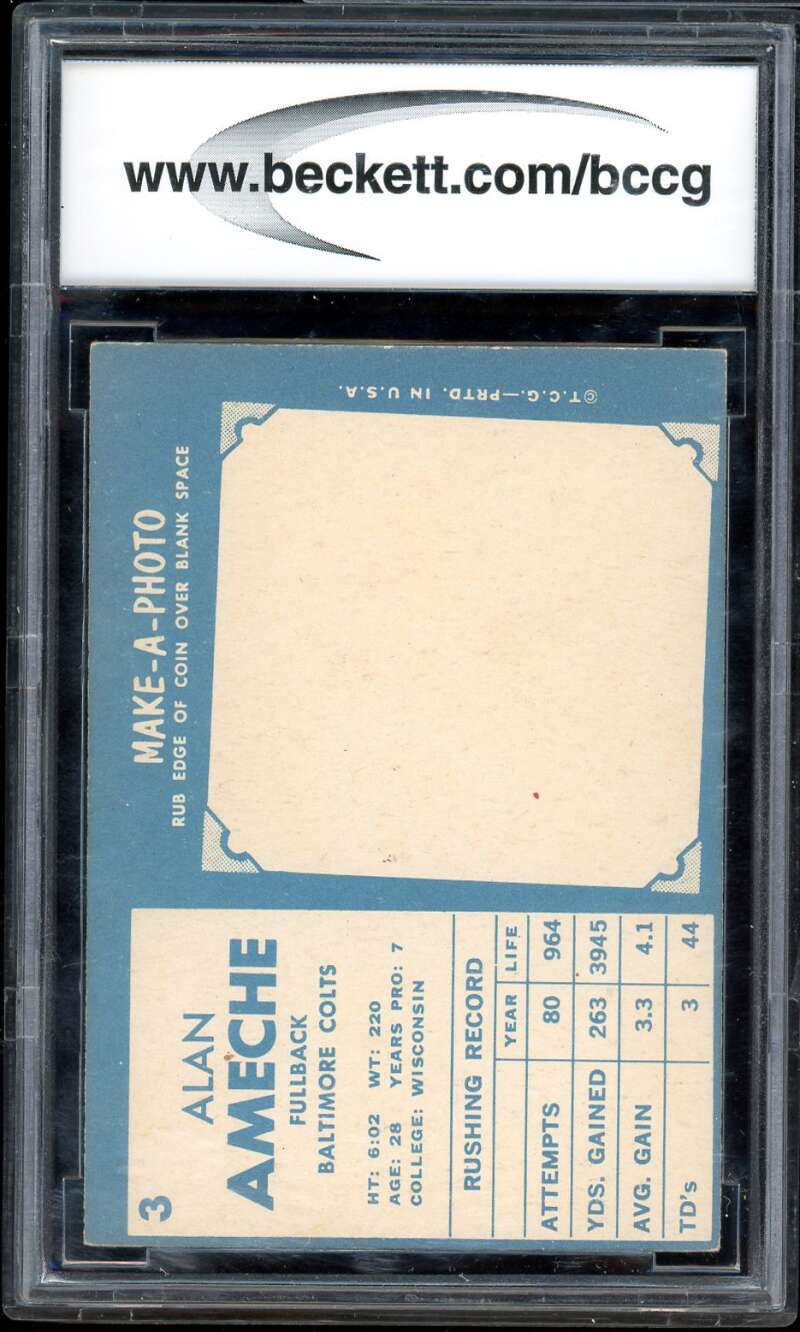 www.beckett.com/bccg
3
ALAN
AMECHE
FULLBACK
BALTIMORE COLTS
HT: 6:02 WT: 220
AGE: 28 YEARS PRO: 7
COLLEGE: WISCONSIN
RUSHING RECORD
YEAR LIFE
ATTEMPTS 80 964
YDS. GAINED 263 3945
AVG. GAIN 3.3 4.1
TD's 3 44
MAKE-A-PHOTO
RUB EDGE OF COIN OVER BLANK SPACE
©T.C.G.—PRTD. IN U.S.A.